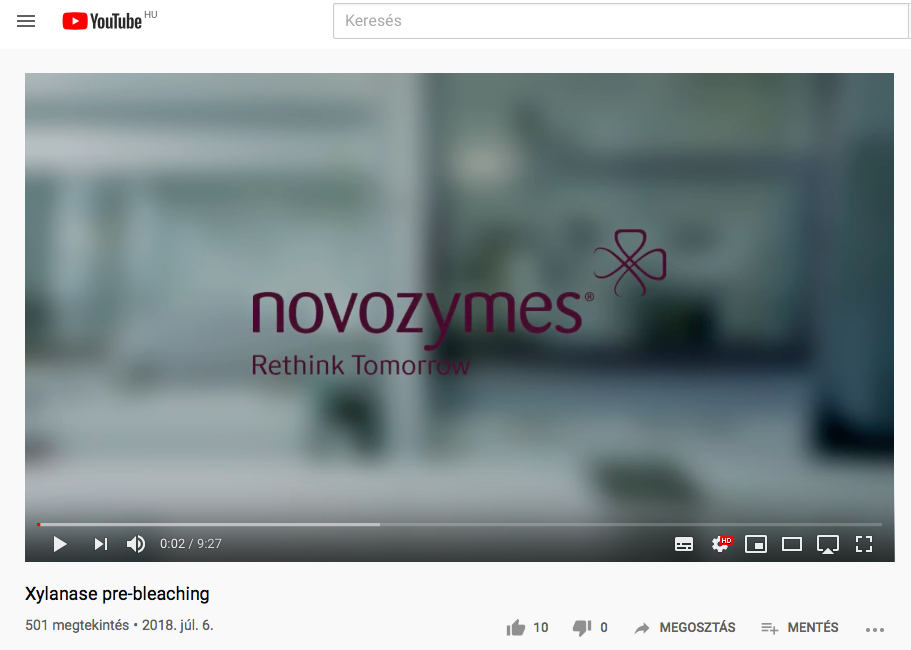 YouTube HU
Keresés
novozymes®
Rethink Tomorrow
0:02 / 9:27
HD
Xylanase pre-bleaching
501 megtekintés • 2018. júl. 6.
10
0
MEGOSZTÁS
MENTÉS